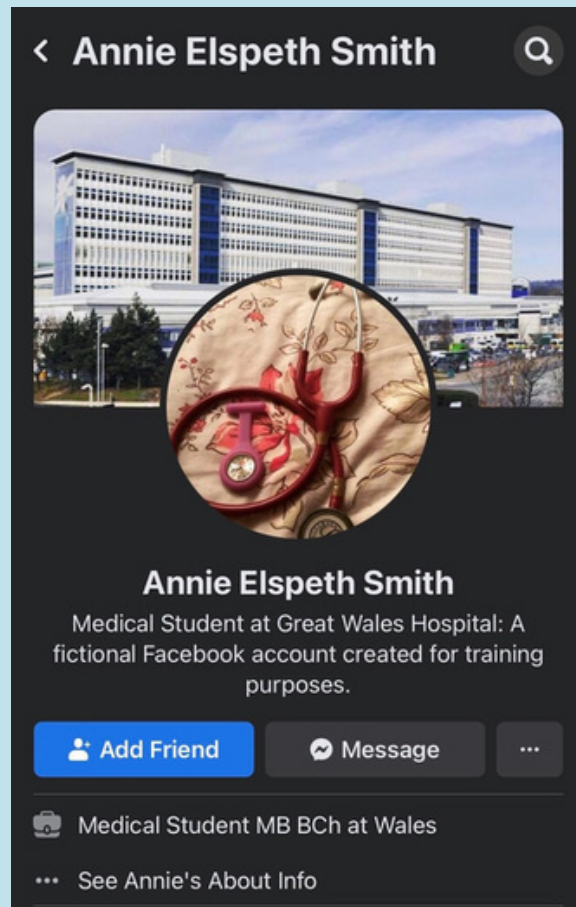 Annie Elspeth Smith
Annie Elspeth Smith
Medical Student at Great Wales Hospital: A
fictional Facebook account created for training
purposes.
Add Friend
Message
Medical Student MB BCh at Wales
See Annie's About Info